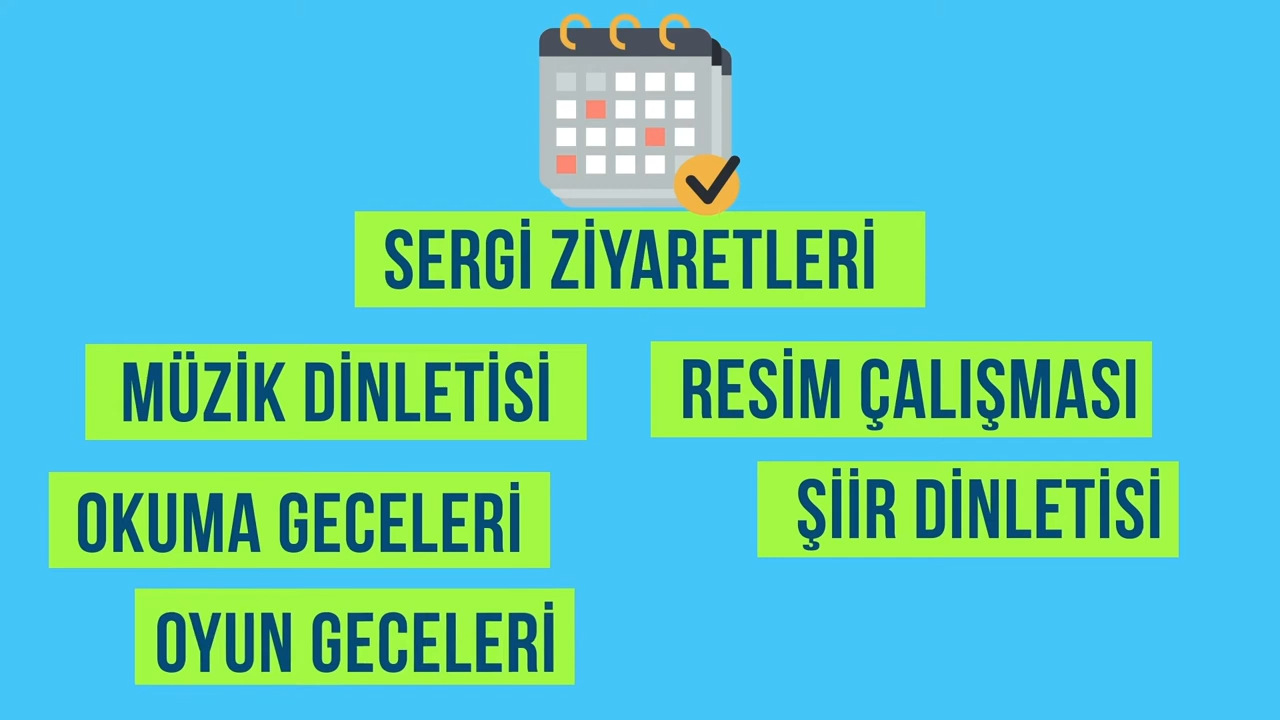 SERGİ ZİYARETLERİ
MÜZİK DİNLETİSİ
RESİM ÇALIŞMASI
OKUMA GECELERİ
ŞİİR DİNLETİSİ
OYUN GECELERİ